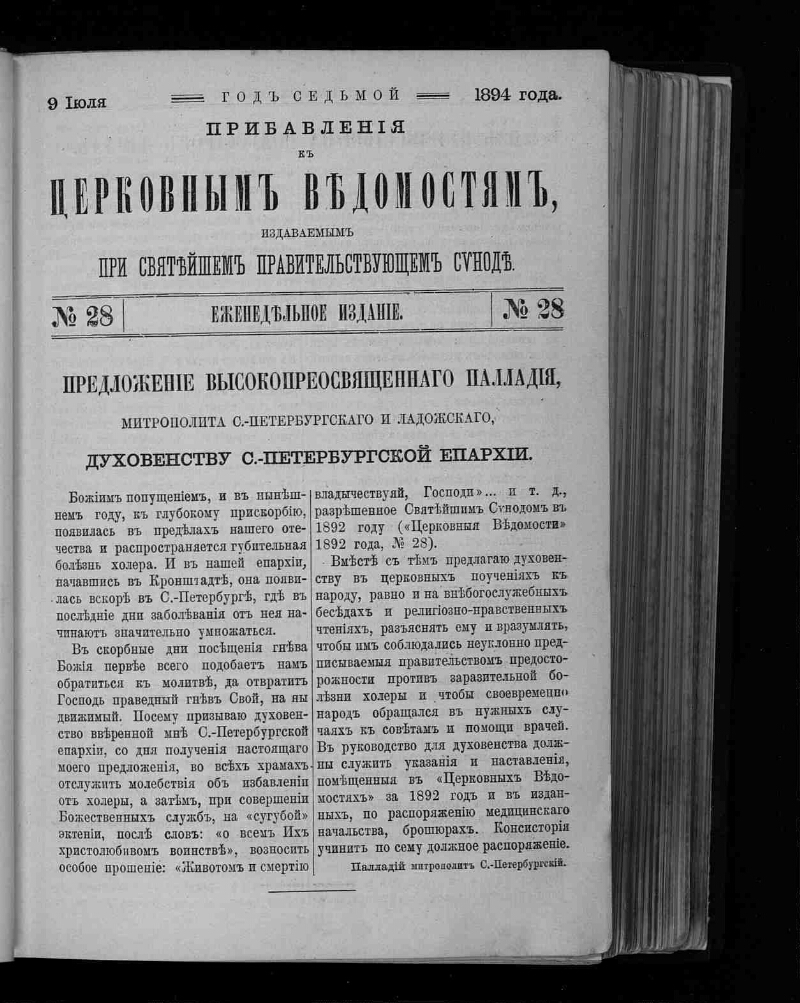 9 Іюля
ГОДЪ СЕДЬМОЙ
1894 года.
ПРИБАВЛЕНІЯ
КЪ
ЦЕРКОВНЫМЪ ВѢДОМОСТЯМЪ,
ИЗДАВАЕМЫМЪ
ПРИ СВЯТѢЙШЕМЪ ПРАВИТЕЛЬСТВУЮЩЕМЪ СѴНОДѢ.
№ 28
ЕЖЕНЕДѢЛЬНОЕ ИЗДАНІЕ.
№ 28
ПРЕДЛОЖЕНІЕ ВЫСОКОПРЕОСВЯЩЕННАГО ПАЛЛАДІЯ,
МИТРОПОЛИТА С.-ПЕТЕРБУРГСКАГО И ЛАДОЖСКАГО,
ДУХОВЕНСТВУ С.-ПЕТЕРБУРГСКОЙ ЕПАРХІИ.
Божіимъ попущеніемъ, и въ нынѣш-
немъ году, къ глубокому прискорбію,
появилась въ предѣлахъ нашего оте-
чества и распространяется губительная
болѣзнь холера. И въ нашей епархіи,
начавшись въ Кронштадтѣ, она появи-
лась вскорѣ въ С.-Петербургѣ, гдѣ въ
послѣдніе дни заболѣванія отъ нея на-
чинаютъ значительно умножаться.
Въ скорбные дни посѣщенія гнѣва
Божія первѣе всего подобаетъ намъ
обратиться къ молитвѣ, да отвратитъ
Господь праведный гнѣвъ Свой, на ны
движимый. Посему призываю духовен-
ство ввѣренной мнѣ С.-Петербургской
епархіи, со дня полученія настоящаго
моего предложенія, во всѣхъ храмахъ
отслужить молебствія объ избавленіи
отъ холеры, а затѣмъ, при совершеніи
Божественныхъ службъ, на «сугубой»
эктеніи, послѣ словъ: «о всемъ Ихъ
христолюбивомъ воинствѣ», возносить
особое прошеніе: «Животомъ и смертію
владычествуяй, Господи»... и т. д.,
разрѣшенное Святѣйшимъ Сѵнодомъ въ
1892 году («Церковныя Вѣдомости»
1892 года, № 28).
Вмѣстѣ съ тѣмъ предлагаю духовен-
ству въ церковныхъ поученіяхъ къ
народу, равно и на внѣбогослужебныхъ
бесѣдахъ и религіозно-нравственныхъ
чтеніяхъ, разъяснять ему и вразумлять,
чтобы имъ соблюдались неуклонно пред-
писываемыя правительствомъ предосто-
рожности противъ заразительной бо-
лѣзни холеры и чтобы своевременно
народъ обращался въ нужныхъ слу-
чаяхъ къ совѣтамъ и помощи врачей.
Въ руководство для духовенства долж-
ны служить указанія и наставленія,
помѣщенныя въ «Церковныхъ Вѣдо-
мостяхъ» за 1892 годъ и въ издан-
ныхъ, по распоряженію медицинскаго
начальства, брошюрахъ. Консисторія
учинитъ по сему должное распоряженіе.
Палладій митрополитъ С.-Петербургскій.